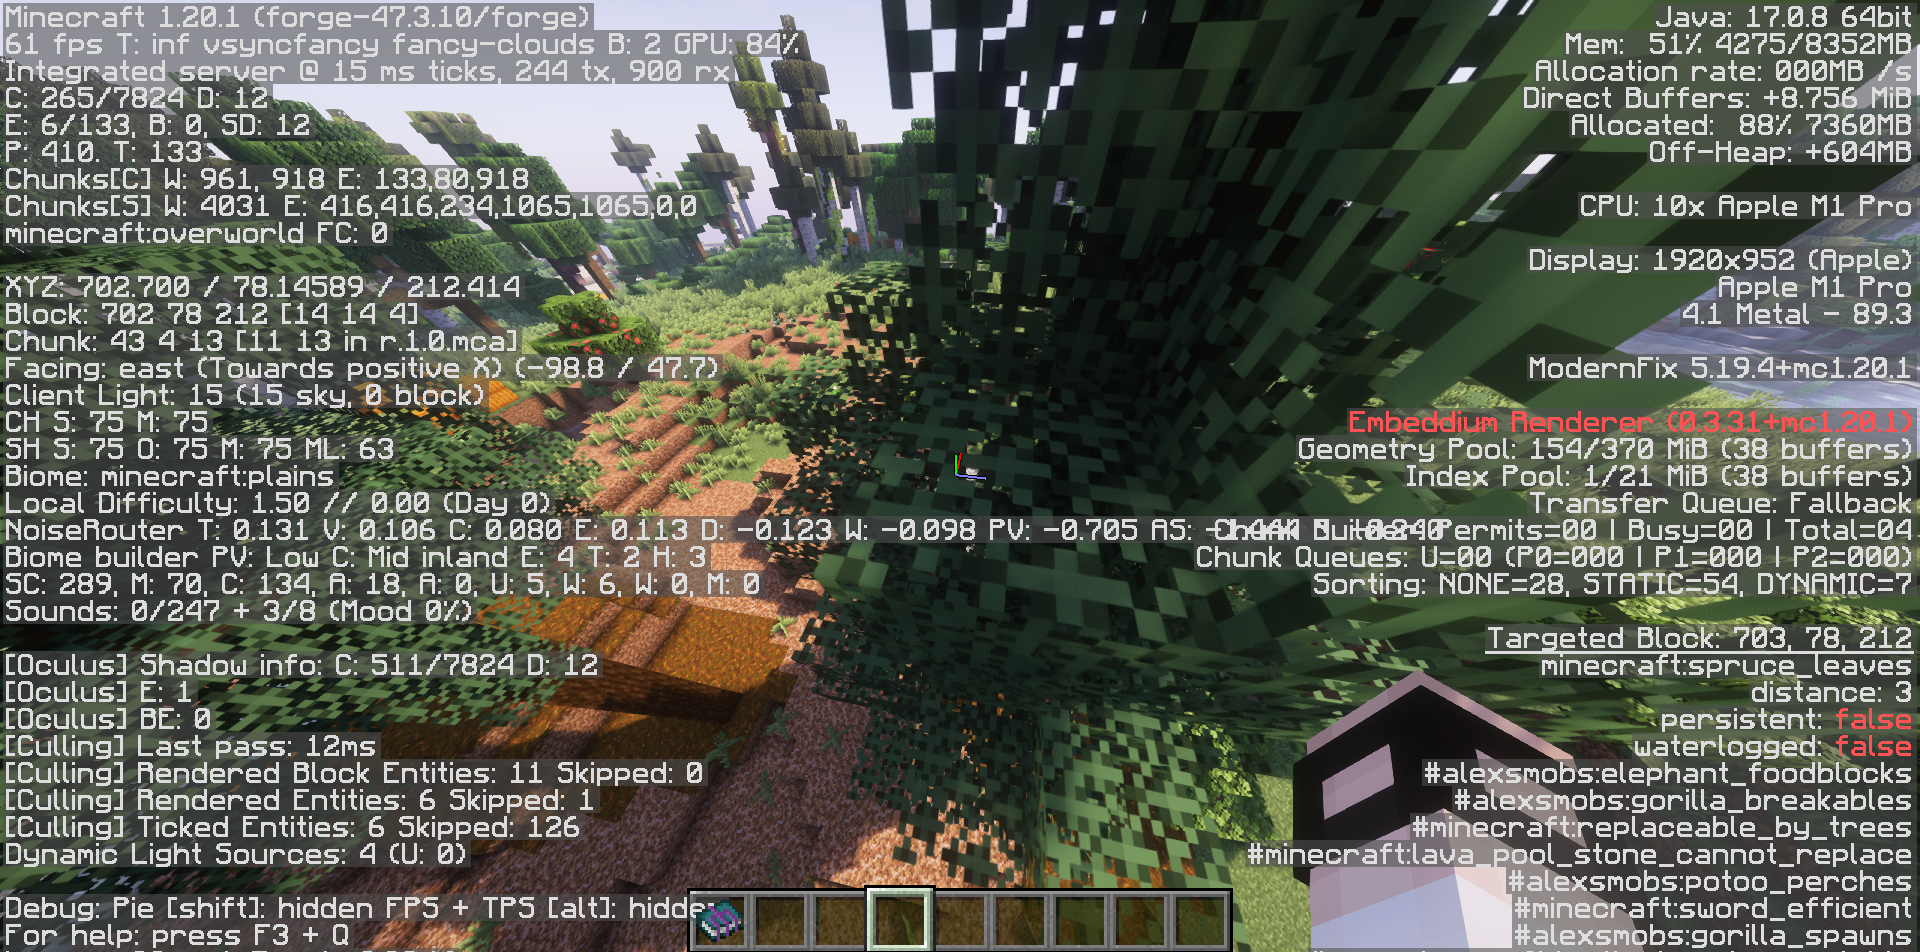 Minecraft 1.20.1 (forge-47.3.10/forge)
61 fps T: inf vsyncfancy fancy-clouds B: 2 GPU: 84%
Integrated server @ 15 ms ticks, 244 tx, 900 rx
C: 265/7824 D: 12
E: 6/133, B: 0, SD: 12
P: 410. T: 133
Chunks[C] W: 961, 918 E: 133,80,918
Chunks[S] W: 4031 E: 416,416,234,1065,1065,0,0
minecraft:overworld FC: 0
XYZ: 702.700 / 78.14589 / 212.414
Block: 702 78 212 [14 14 4]
Chunk: 43 4 13 [11 13 in r.1.0.mca]
Facing: east (Towards positive X) (-98.8 / 47.7)
Client Light: 15 (15 sky, 0 block)
CH S: 75 M: 75
SH S: 75 O: 75 M: 75 ML: 63
Biome: minecraft:plains
Local Difficulty: 1.50 // 0.00 (Day 0)
NoiseRouter T: 0.131 V: 0.106 C: 0.080 E: 0.113 D: -0.123 W: -0.098 PV: -0.705 AS:
Biome builder PV: Low C: Mid inland E: 4 T: 2 H: 3
SC: 289, M: 70, C: 134, A: 18, A: 0, U: 5, W: 6, W: 0, M: 0
Sounds: 0/247 + 3/8 (Mood 0%)
[Oculus] Shadow info: C: 511/7824 D: 12
[Oculus] E: 1
[Oculus] BE: 0
[Culling] Last pass: 12ms
[Culling] Rendered Block Entities: 11 Skipped: 0
[Culling] Rendered Entities: 6 Skipped: 1
[Culling] Ticked Entities: 6 Skipped: 126
Dynamic Light Sources: 4 (U: 0)
Debug: Pie [shift]: hidden FPS + TPS [alt]: hidde
For help: press F3 + Q
Java: 17.0.8 64bit
Mem: 51% 4275/8352MB
Allocation rate: 000MB /s
Direct Buffers: +8.756 MiB
Allocated: 88% 7360MB
Off-Heap: +604MB
CPU: 10x Apple M1 Pro
Display: 1920x952 (Apple)
Apple M1 Pro
4.1 Metal - 89.3
ModernFix 5.19.4+mc1.20.1
Embeddium Renderer (0.3.31+mc1.20.1)
Geometry Pool: 154/370 MiB (38 buffers)
Index Pool: 1/21 MiB (38 buffers)
Transfer Queue: Fallback
Chunk Builder: Permits=00 | Busy=00 | Total=04
Chunk Queues: U=00 (P0=000 | P1=000 | P2=000)
Sorting: NONE=28, STATIC=54, DYNAMIC=7
Targeted Block: 703, 78, 212
minecraft:spruce_leaves
distance: 3
persistent: false
waterlogged: false
#alexsmobs:elephant_foodblocks
#alexsmobs:gorilla_breakables
#minecraft:replaceable_by_trees
#minecraft:lava_pool_stone_cannot_replace
#alexsmobs:potoo_perches
#minecraft:sword_efficient
#alexsmobs:gorilla_spawns